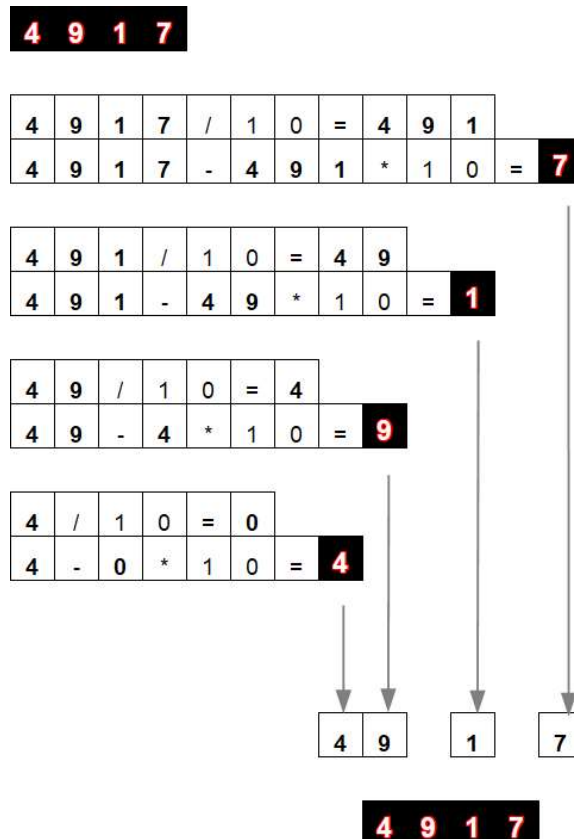 4 9 1 7
4 9 1 7 / 1 0 = 4 9 1
4 9 1 7 - 4 9 1 * 1 0 = 7
4 9 1 / 1 0 = 4 9
4 9 1 - 4 9 * 1 0 = 1
4 9 / 1 0 = 4
4 9 - 4 * 1 0 = 9
4 / 1 0 = 0
4 - 0 * 1 0 = 4
4 9 1 7
4 9 1 7